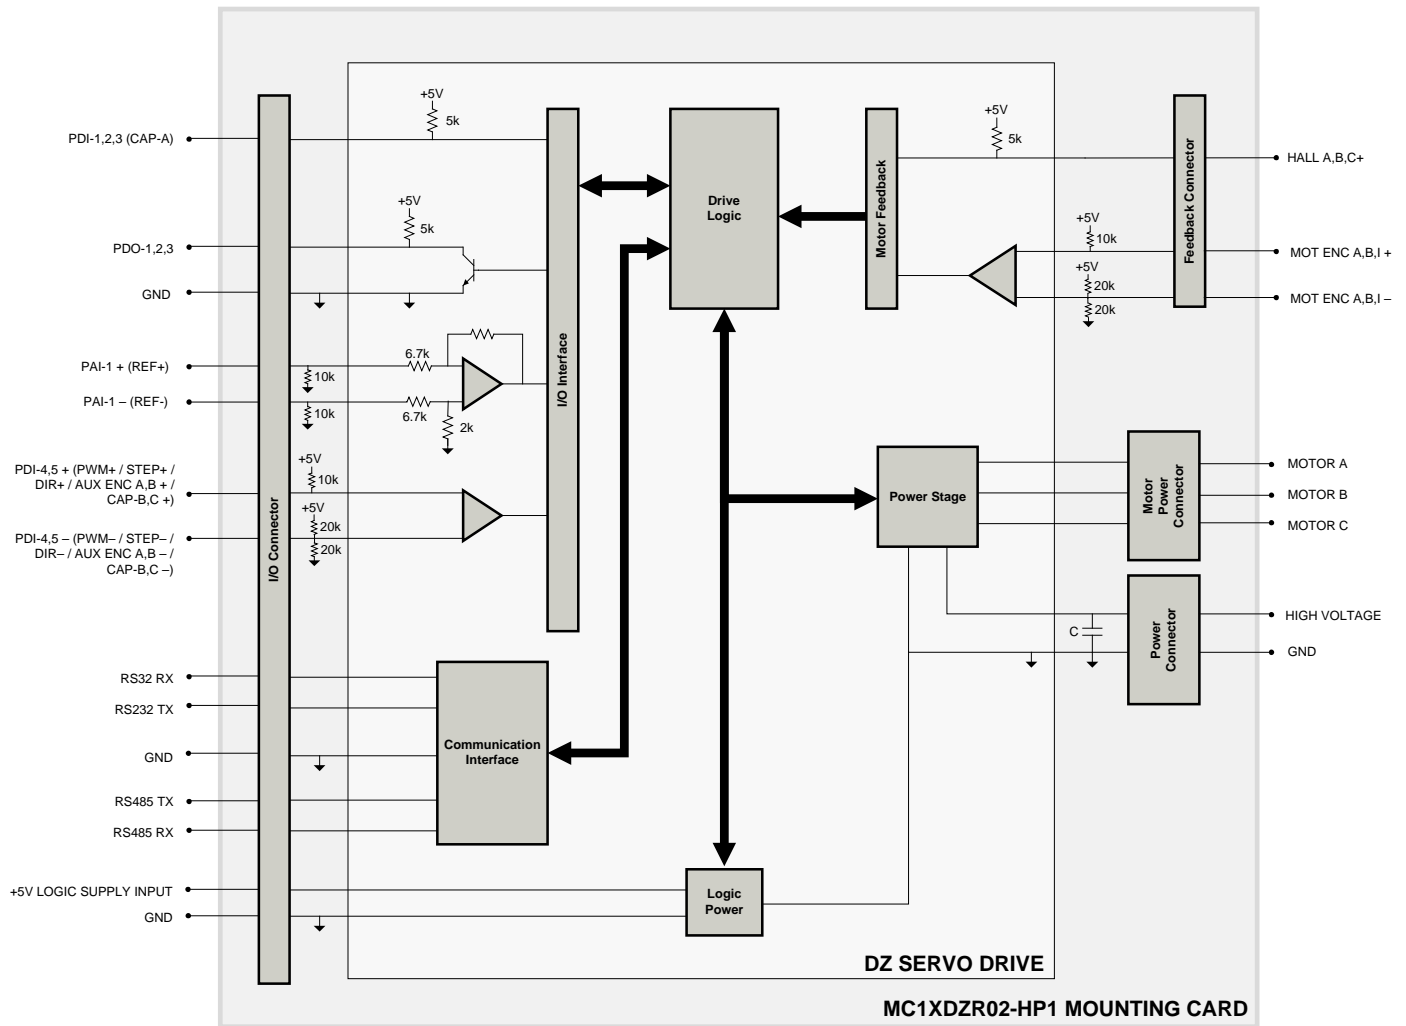 PDI-1,2,3 (CAP-A)
PDO-1,2,3
GND
PAI-1 + (REF+)
PAI-1 – (REF-)
PDI-4,5 + (PWM+ / STEP+ /
DIR+ / AUX ENC A,B + /
CAP-B,C +)
PDI-4,5 – (PWM– / STEP– /
DIR– / AUX ENC A,B – /
CAP-B,C –)
RS32 RX
RS232 TX
GND
RS485 TX
RS485 RX
+5V LOGIC SUPPLY INPUT
GND
I/O Connector
+5V
5k
+5V
5k
6.7k
10k
10k
6.7k
2k
+5V
10k
+5V
20k
20k
I/O Interface
Communication
Interface
Drive
Logic
Logic
Power
Motor Feedback
+5V
5k
+5V
10k
+5V
20k
20k
Feedback Connector
Power Stage
Motor
Power
Connector
C
Power
Connector
HALL A,B,C+
MOT ENC A,B,I +
MOT ENC A,B,I –
MOTOR A
MOTOR B
MOTOR C
HIGH VOLTAGE
GND
DZ SERVO DRIVE
MC1XDZR02-HP1 MOUNTING CARD